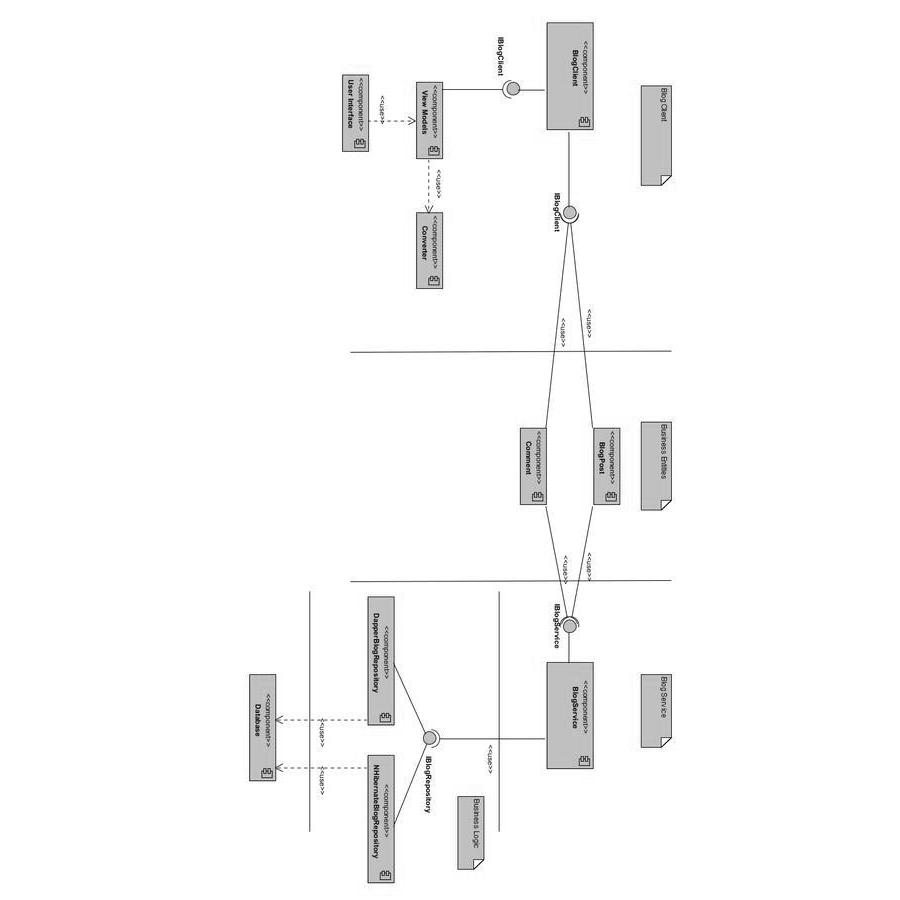 Blog Client
Business Entities
Blog Service
<<component>>
BlogClient
<<use>>
<<component>>
BlogPost
<<use>>
<<component>>
BlogService
IBlogClient
<<use>>
<<component>>
Comment
<<use>>
IBlogService
IBlogClient
<<use>>
Business Logic
<<component>>
View Models
<<use>>
<<component>>
Converter
IBlogRepository
<<use>>
<<component>>
DapperBlogRepository
<<component>>
NHibernateBlogRepository
<<component>>
User Interface
<<use>>
<<use>>
<<component>>
Database